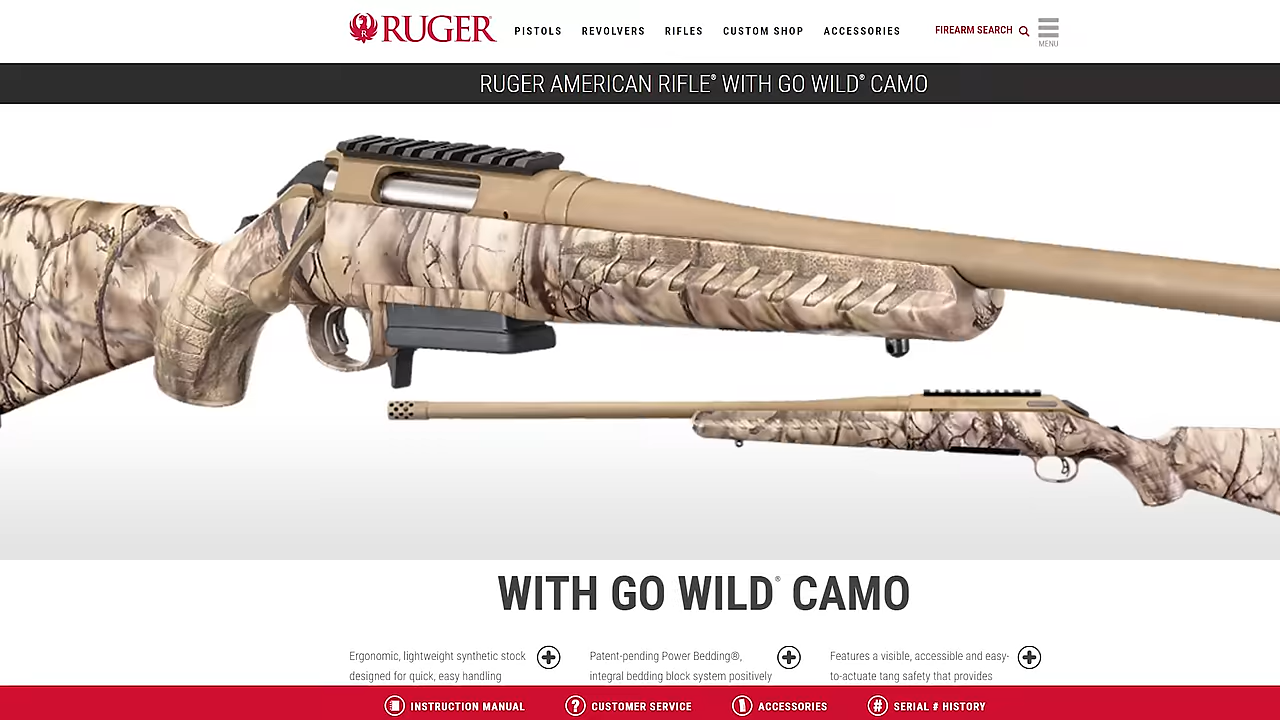 RUGER PISTOLS REVOLVERS RIFLES CUSTOM SHOP ACCESSORIES FIREARM SEARCH
MENU
RUGER AMERICAN RIFLE® WITH GO WILD® CAMO
WITH GO WILD® CAMO
Ergonomic, lightweight synthetic stock
designed for quick, easy handling
Patent-pending Power Bedding®,
integral bedding block system positively
Features a visible, accessible and easy-
to-actuate tang safety that provides
INSTRUCTION MANUAL ? CUSTOMER SERVICE ACCESSORIES # SERIAL # HISTORY